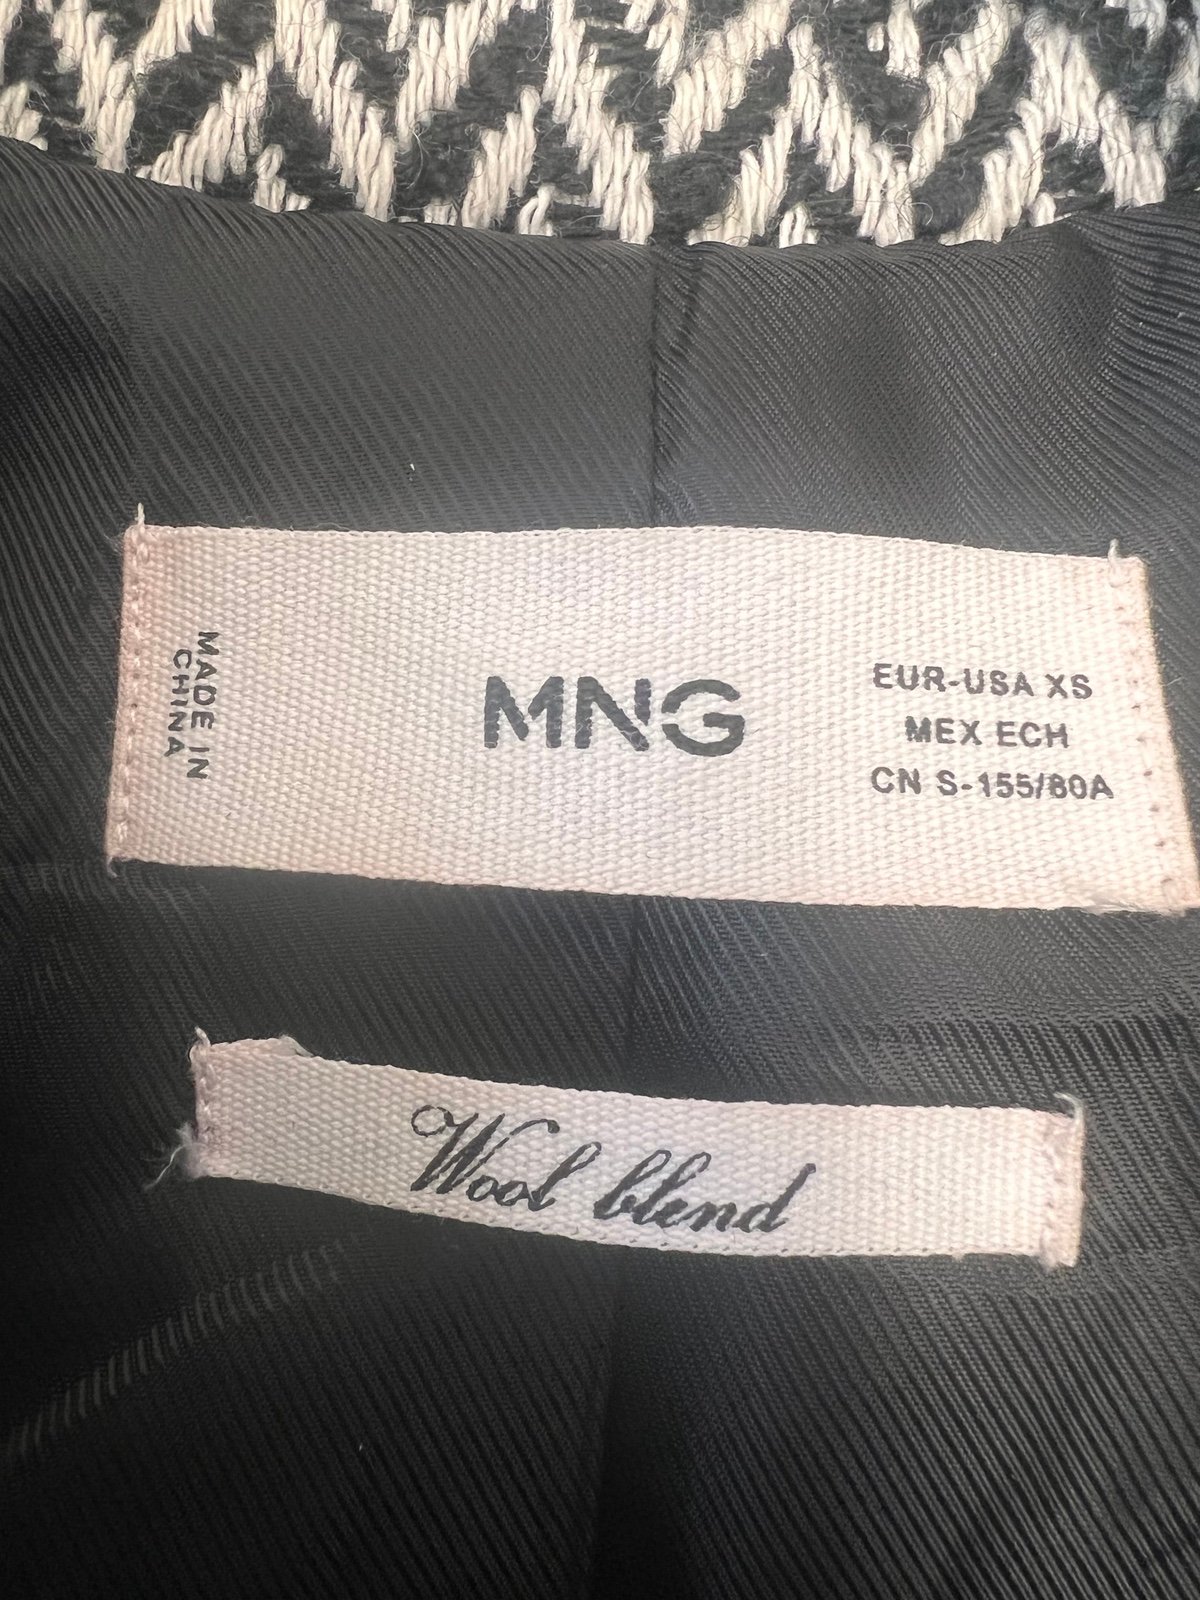 MADE IN
CHINA
MNG
EUR-USA XS
MEX ECH
CN S-155/80A
Wool blend